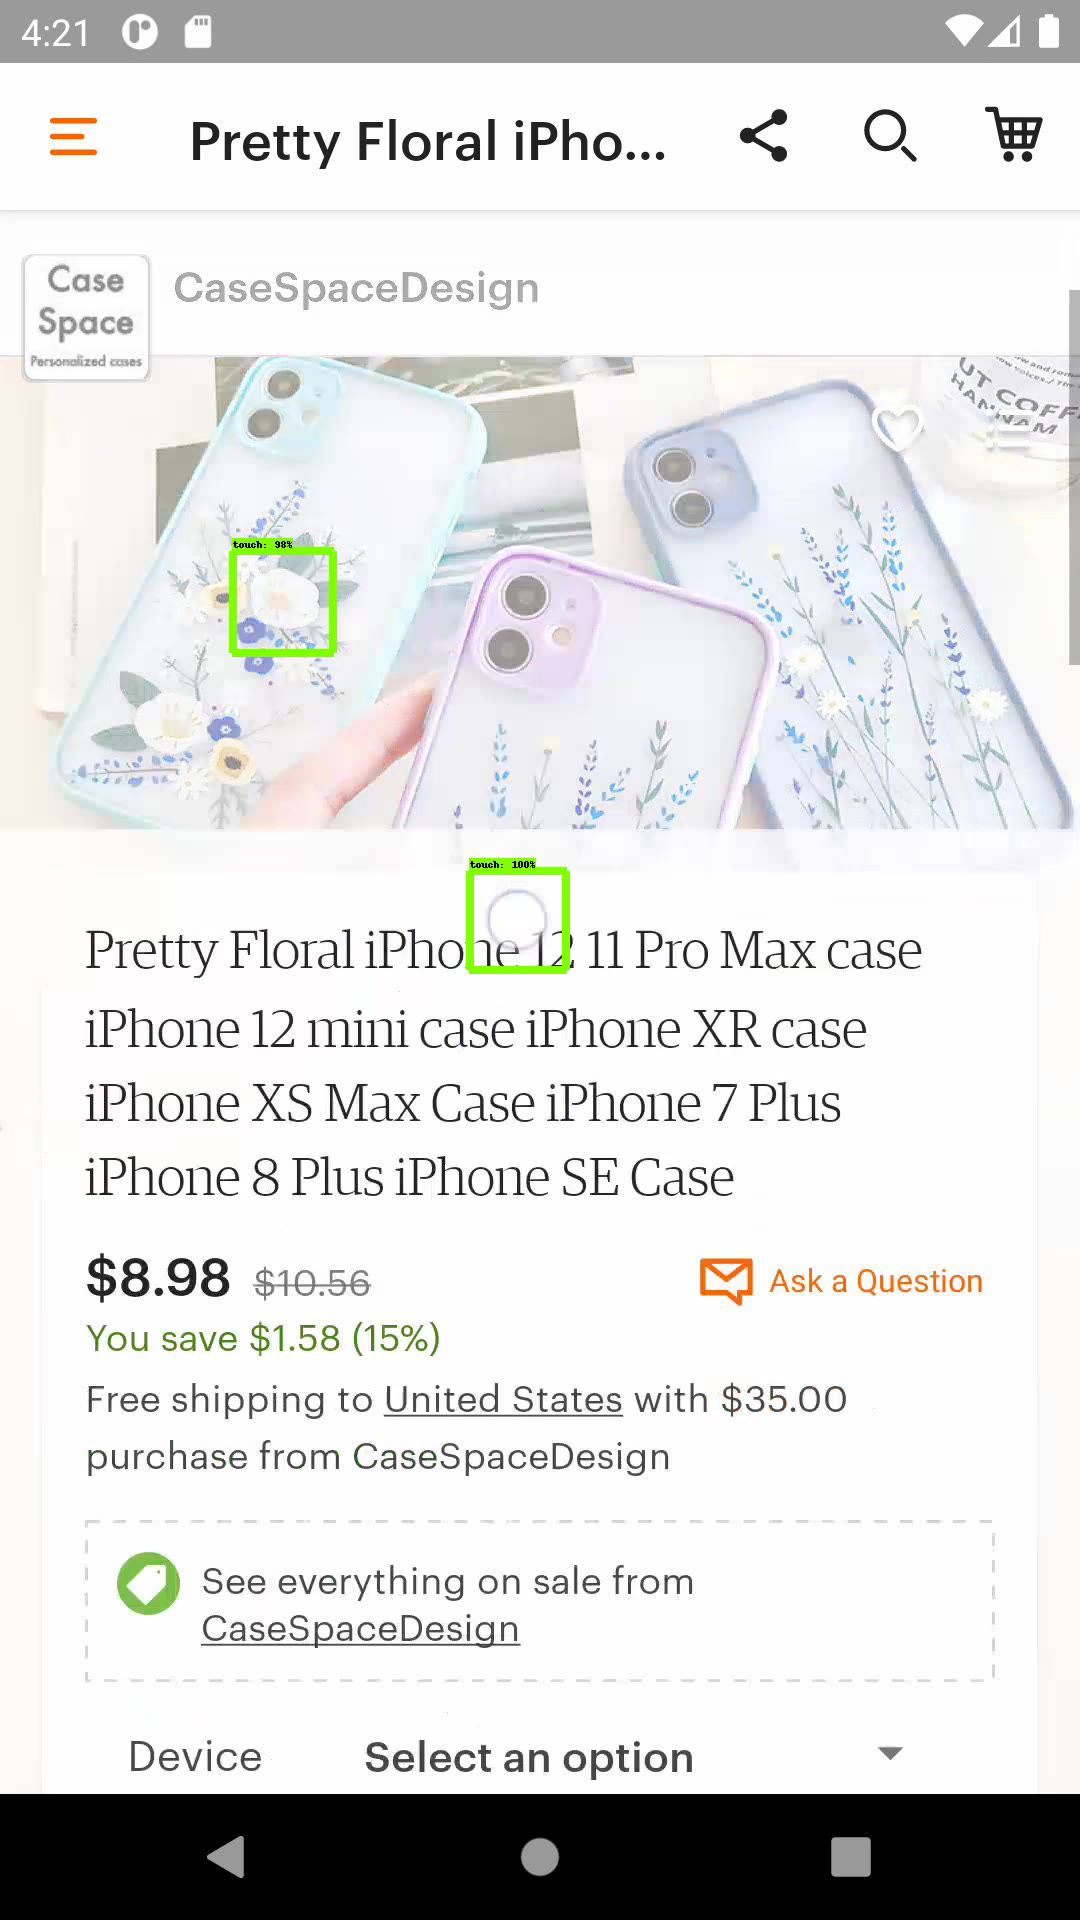 4:21
Pretty Floral iPho...
Case
Space
Personalized cases
CaseSpaceDesign
UT COFF
HANNAM
touch: 98%
touch: 100%
Pretty Floral iPhone 12 11 Pro Max case
iPhone 12 mini case iPhone XR case
iPhone XS Max Case iPhone 7 Plus
iPhone 8 Plus iPhone SE Case
$8.98 $10.56
Ask a Question
You save $1.58 (15%)
Free shipping to United States with $35.00
purchase from CaseSpaceDesign
See everything on sale from
CaseSpaceDesign
Device Select an option